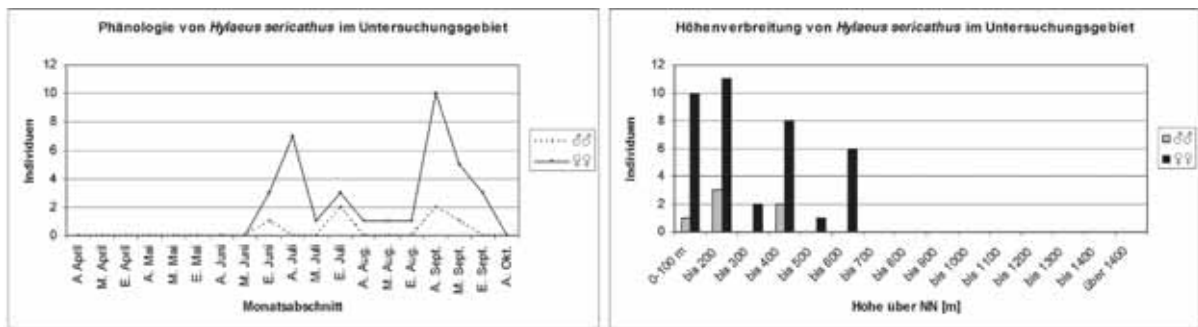 Phänologie von Hylaeus sericathus im Untersuchungsgebiet
Individuen
12
10
8
6
4
2
0
A. April
M. April
E. April
A. Mai
M. Mai
E. Mai
A. Juni
M. Juni
E. Juni
A. Juli
M. Juli
E. Juli
A. Aug.
M. Aug.
E. Aug.
A. Sept.
M. Sept.
E. Sept.
A. Okt.
Monatsabschnitt
♂♂
♀♀
Höhenverbreitung von Hylaeus sericathus im Untersuchungsgebiet
Individuen
12
10
8
6
4
2
0
0-100 m
bis 200
bis 300
bis 400
bis 500
bis 600
bis 700
bis 800
bis 900
bis 1000
bis 1100
bis 1200
bis 1300
bis 1400
über 1400
Höhe über NN [m]
♂♂
♀♀